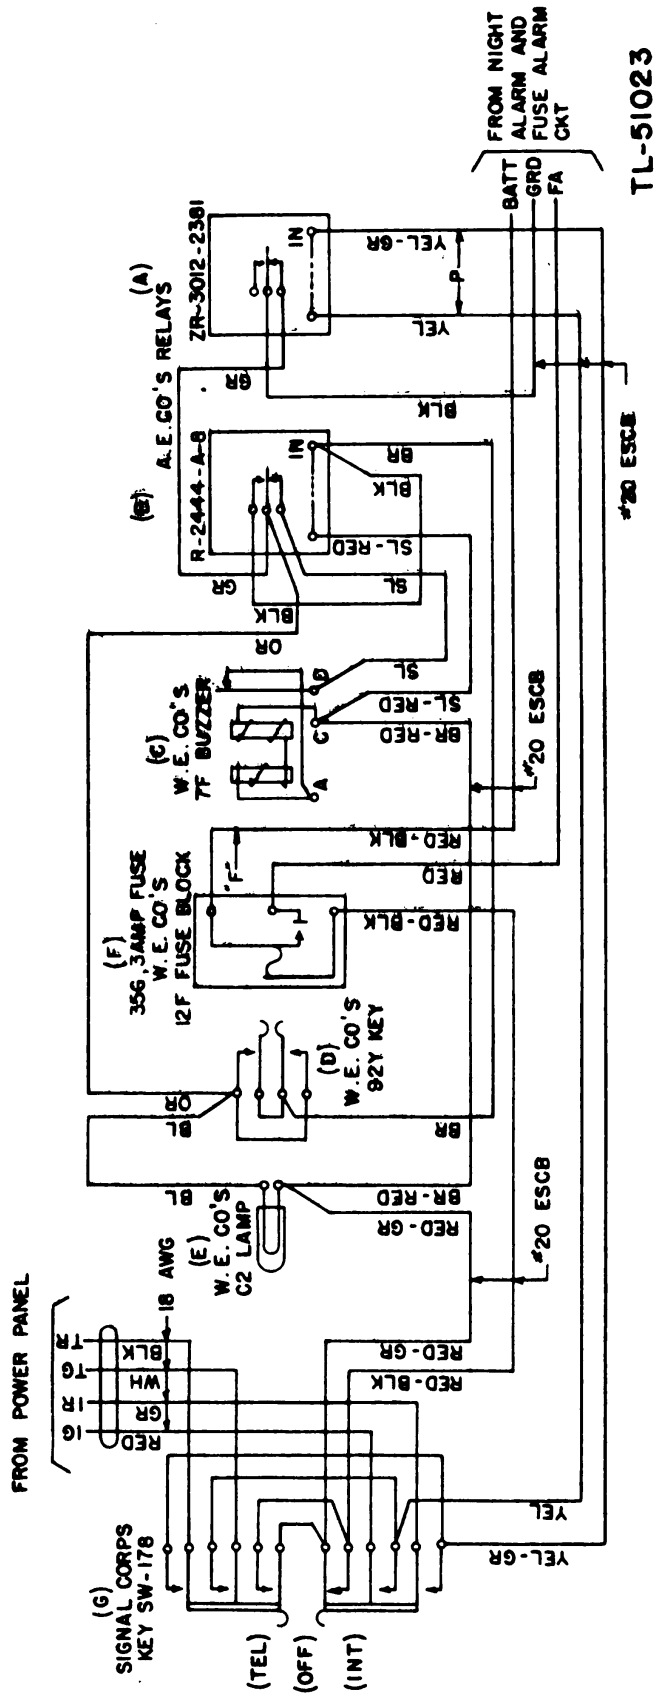 FROM POWER PANEL
TR
TG
IR
IG
BLK
WH
GR
RED
18 AWG
(G)
SIGNAL CORPS
KEY SW-178
(TEL)
(OFF)
(INT)
YEL-GR
YEL
RED-GR
RED-BLK
(E)
W. E. CO'S
C2 LAMP
BL
BR-RED
RED-GR
#20 ESCB
BL
OR
BR
(D)
W. E. CO'S
92Y KEY
(F)
35G, 3AMP FUSE
W. E. CO'S
12F FUSE BLOCK
"F"
RED-BLK
RED
RED-BLK
(C)
W. E. CO'S
7F BUZZER
A
C
D
BR-RED
SL-RED
SL
#20 ESCB
OR
BLK
GR
SL
(B)
A.E.CO'S RELAYS
(A)
R-2444-A-8
IN
SL-RED
BLK
BR
GR
BLK
ZR-3012-2381
IN
YEL
P
YEL-GR
#20 ESCB
BATT
GRD
FA
FROM NIGHT
ALARM AND
FUSE ALARM
CKT
TL-51023